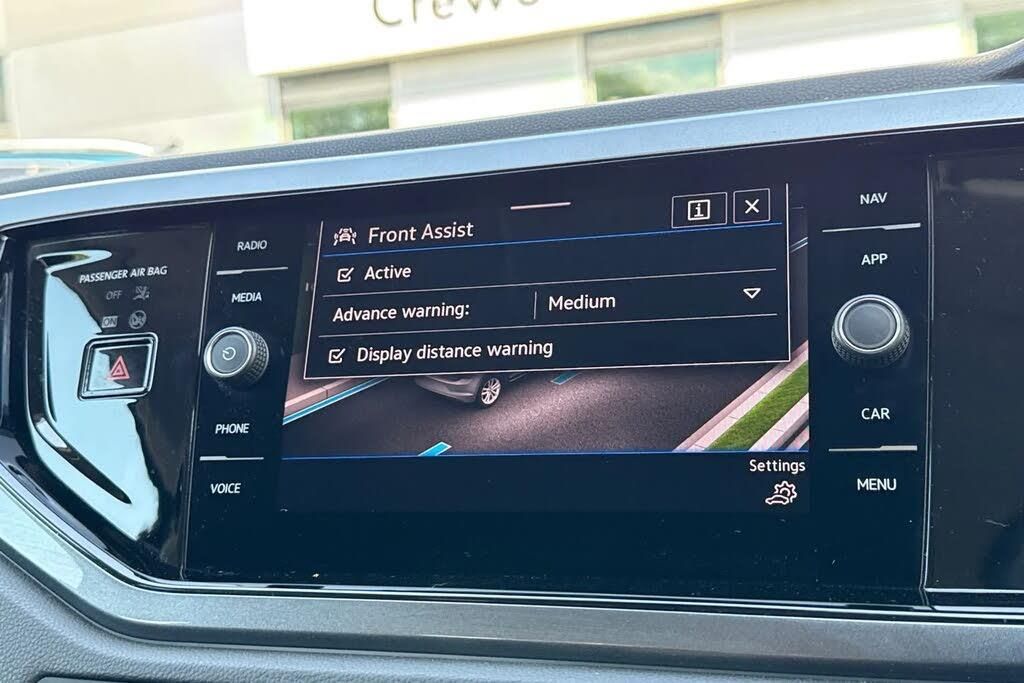 Crewe
PASSENGER AIR BAG
OFF
ON
RADIO
MEDIA
PHONE
VOICE
Front Assist
i
Active
Advance warning:
Medium
Display distance warning
Settings
NAV
APP
CAR
MENU